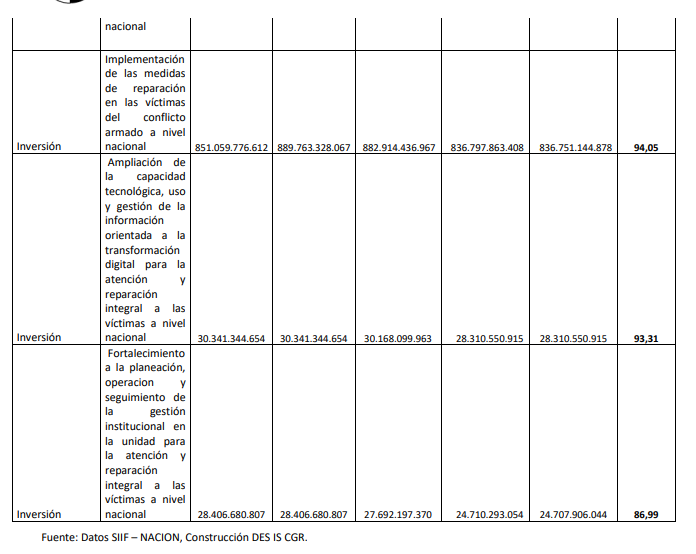 nacional
Implementación
de las medidas
de reparación
en las víctimas
del conflicto
armado a nivel
Inversión nacional 851.059.776.612 889.763.328.067 882.914.436.967 836.797.863.408 836.751.144.878 94,05
Ampliación de
la capacidad
tecnológica, uso
y gestión de la
información
orientada a la
transformación
digital para la
atención y
reparación
integral a las
víctimas a nivel
Inversión nacional 30.341.344.654 30.341.344.654 30.168.099.963 28.310.550.915 28.310.550.915 93,31
Fortalecimiento
a la planeación,
operacion y
seguimiento de
la gestión
institucional en
la unidad para
la atención y
reparación
integral a las
víctimas a nivel
Inversión nacional 28.406.680.807 28.406.680.807 27.692.197.370 24.710.293.054 24.707.906.044 86,99
Fuente: Datos SIIF – NACION, Construcción DES IS CGR.